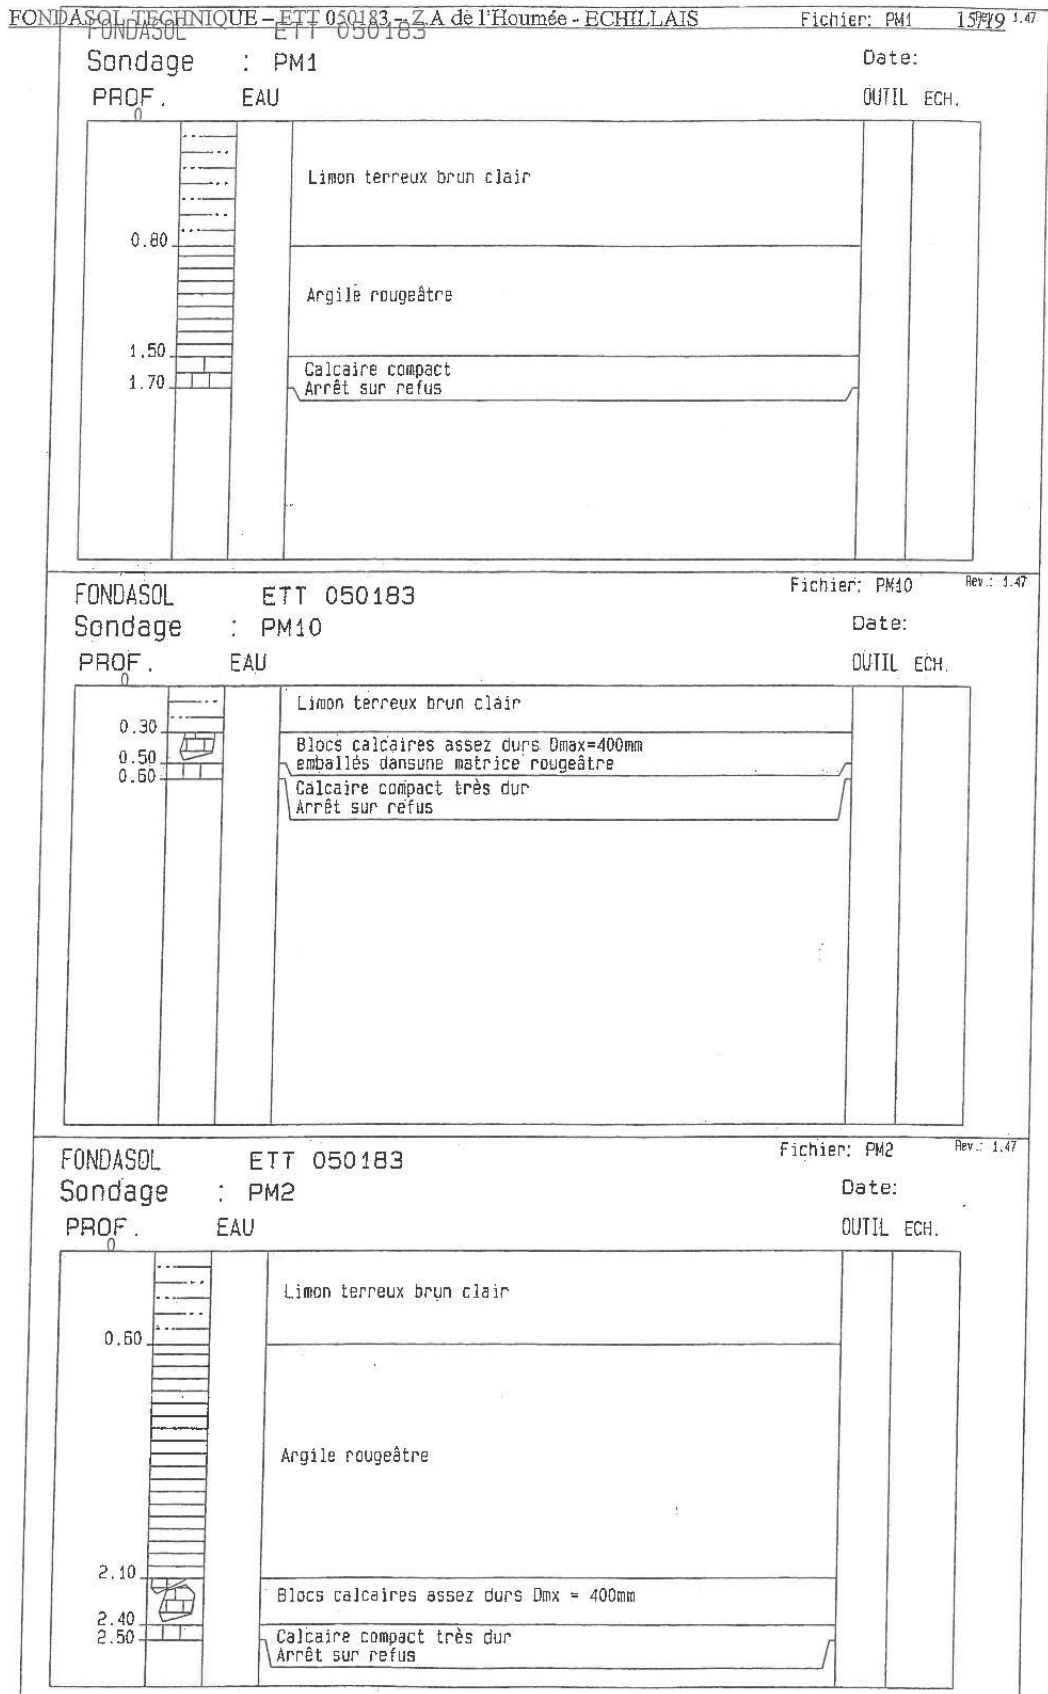 FONDASOL TECHNIQUE – ETT 050183 – Z.A de l'Houmée - ECHILLAIS Fichier: PM1 15/19 1.47
FONDASOL ETT 050183
Sondage : PM1 Date:
PROF. EAU OUTIL ECH.
0
Limon terreux brun clair
0.80
Argile rougeâtre
1.50
Calcaire compact
1.70 Arrêt sur refus
FONDASOL ETT 050183 Fichier: PM10 Rev.: 1.47
Sondage : PM10 Date:
PROF. EAU OUTIL ECH.
0
Limon terreux brun clair
0.30
Blocs calcaires assez durs Dmax=400mm
0.50 emballés dansune matrice rougeâtre
0.60
Calcaire compact très dur
Arrêt sur refus
FONDASOL ETT 050183 Fichier: PM2 Rev.: 1.47
Sondage : PM2 Date:
PROF. EAU OUTIL ECH.
0
Limon terreux brun clair
0.60
Argile rougeâtre
2.10
Blocs calcaires assez durs Dmx = 400mm
2.40
2.50 Calcaire compact très dur
Arrêt sur refus